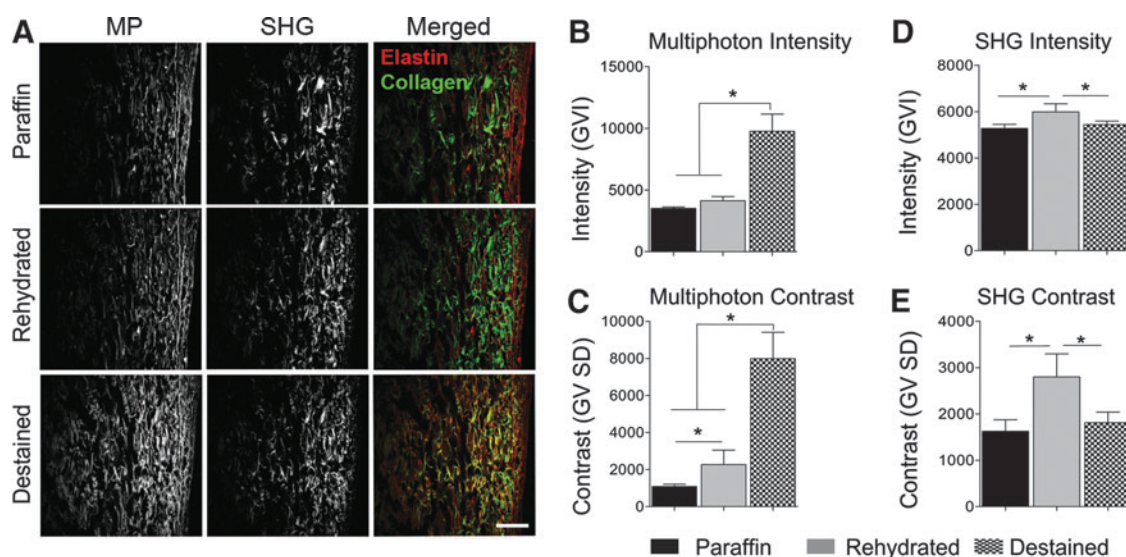 A
MP
SHG
Merged
Paraffin
Rehydrated
Destained
Elastin
Collagen
B
Multiphoton Intensity
Intensity (GVI)
15000
10000
5000
0
*
C
Multiphoton Contrast
Contrast (GV SD)
10000
8000
6000
4000
2000
0
*
*
D
SHG Intensity
Intensity (GVI)
8000
6000
4000
2000
0
* *
E
SHG Contrast
Contrast (GV SD)
4000
3000
2000
1000
0
* *
Paraffin Rehydrated Destained